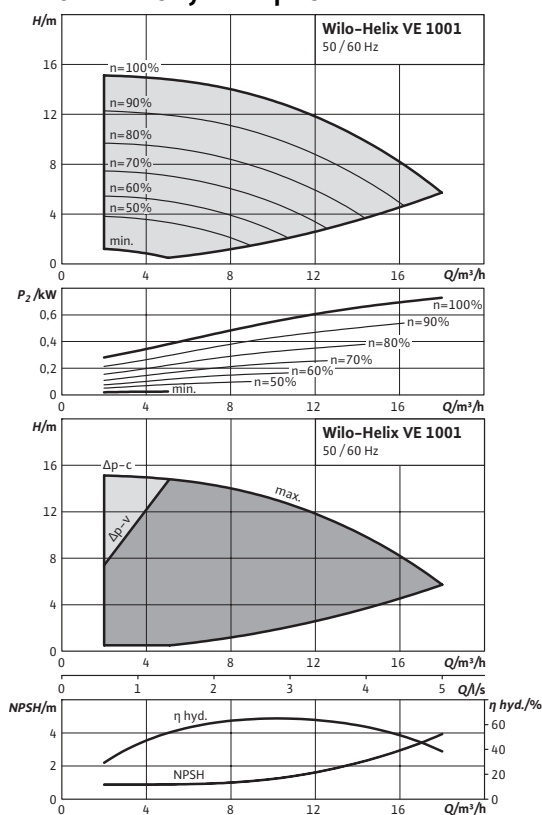 H/m
Wilo-Helix VE 1001
50 / 60 Hz
16
n=100%
12
n=90%
n=80%
8
n=70%
n=60%
4
n=50%
min.
0
0 4 8 12 16 Q/m³/h
P₂/kW
n=100%
0,6
n=90%
0,4
n=80%
n=70%
0,2
n=60%
n=50%
min.
0
0 4 8 12 16 Q/m³/h
H/m
Wilo-Helix VE 1001
50 / 60 Hz
16
Δp-c
max.
12
Δp-v
8
4
0
0 4 8 12 16 Q/m³/h
0 1 2 3 4 5 Q/l/s
NPSH/m
η hyd./%
η hyd.
60
4
40
2
NPSH
20
0
0
0 4 8 12 16 Q/m³/h